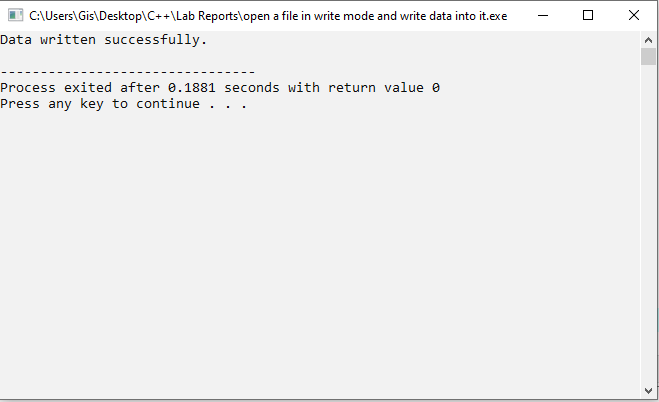 C:\Users\Gis\Desktop\C++\Lab Reports\open a file in write mode and write data into it.exe
Data written successfully.
--------------------------------
Process exited after 0.1881 seconds with return value 0
Press any key to continue . . .